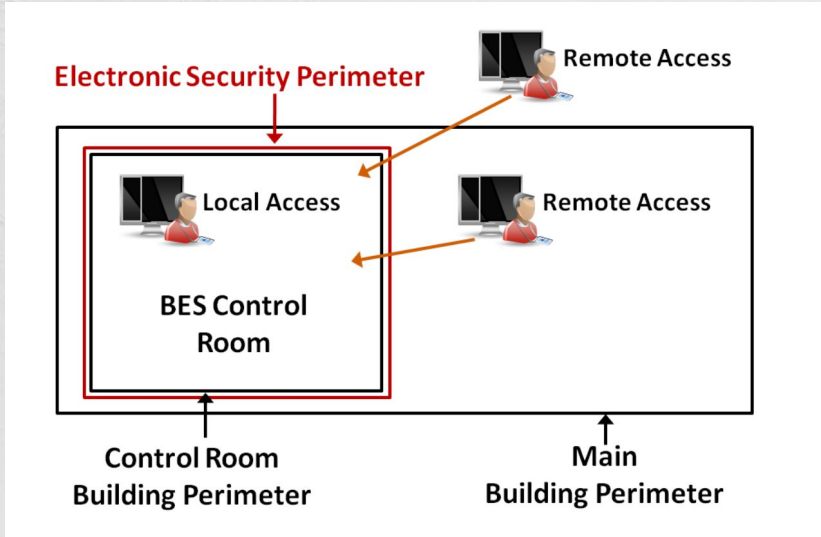 Remote Access
Electronic Security Perimeter
Local Access
Remote Access
BES Control
Room
Control Room
Building Perimeter
Main
Building Perimeter